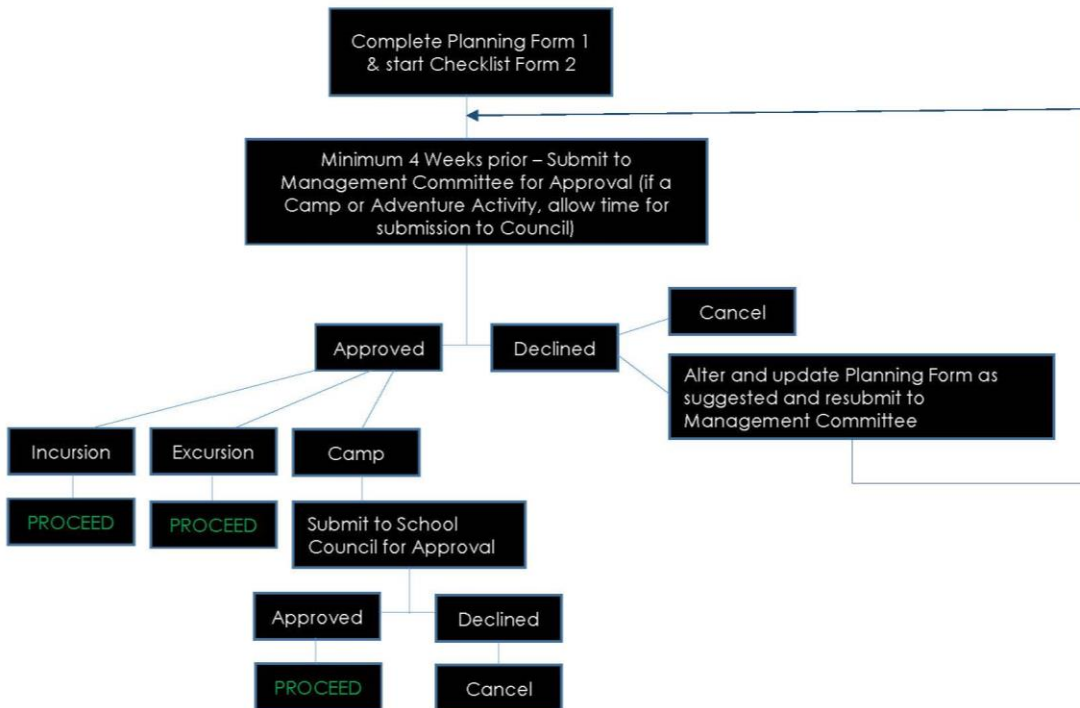 Complete Planning Form 1
& start Checklist Form 2
Minimum 4 Weeks prior – Submit to
Management Committee for Approval (if a
Camp or Adventure Activity, allow time for
submission to Council)
Approved
Declined
Cancel
Alter and update Planning Form as
suggested and resubmit to
Management Committee
Incursion
Excursion
Camp
PROCEED
PROCEED
Submit to School
Council for Approval
Approved
Declined
PROCEED
Cancel